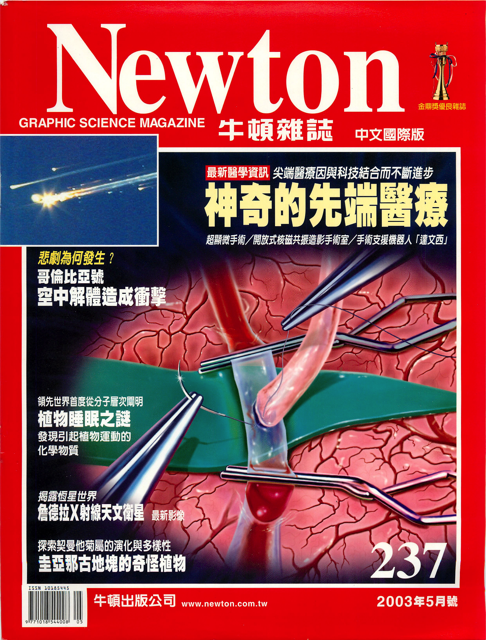 Newton
金鼎獎優良雜誌
GRAPHIC SCIENCE MAGAZINE 牛頓雜誌 中文國際版
最新醫學資訊 尖端醫療因與科技結合而不斷進步
神奇的先端醫療
超顯微手術／開放式核磁共振造影手術室／手術支援機器人「達文西」
悲劇為何發生？
哥倫比亞號
空中解體造成衝擊
領先世界首度從分子層次闡明
植物睡眠之謎
發現引起植物運動的
化學物質
揭露恆星世界
詹德拉X射線天文衛星 最新影像
探索契曼他菊屬的演化與多樣性
圭亞那古地塊的奇怪植物
237
ISSN 10185445
9 771018 544008 05
牛頓出版公司 www.newton.com.tw
2003年5月號